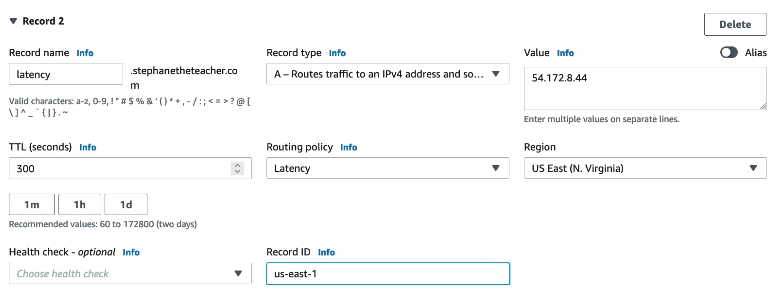 ▼ Record 2
Delete
Record name Info
latency
.stephanetheteacher.co
m
Valid characters: a-z, 0-9, ! " # $ % & ' ( ) * + , - / : ; < = > ? @ [
\ ] ^ _ ` { | } . ~
Record type Info
A – Routes traffic to an IPv4 address and so...
Value Info
Alias
54.172.8.44
Enter multiple values on separate lines.
TTL (seconds) Info
300
1m 1h 1d
Recommended values: 60 to 172800 (two days)
Routing policy Info
Latency
Region
US East (N. Virginia)
Health check - optional Info
Choose health check
Record ID Info
us-east-1